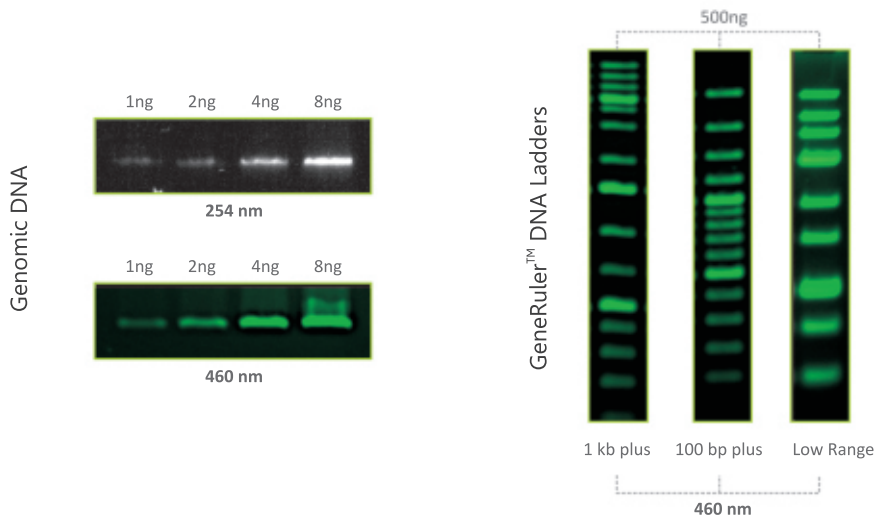 Genomic DNA
1ng 2ng 4ng 8ng
254 nm
1ng 2ng 4ng 8ng
460 nm
GeneRuler™ DNA Ladders
500ng
1 kb plus 100 bp plus Low Range
460 nm